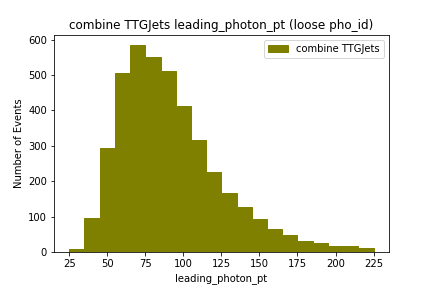 combine TTGJets leading_photon_pt (loose pho_id)
combine TTGJets
Number of Events
600
500
400
300
200
100
0
25 50 75 100 125 150 175 200 225
leading_photon_pt